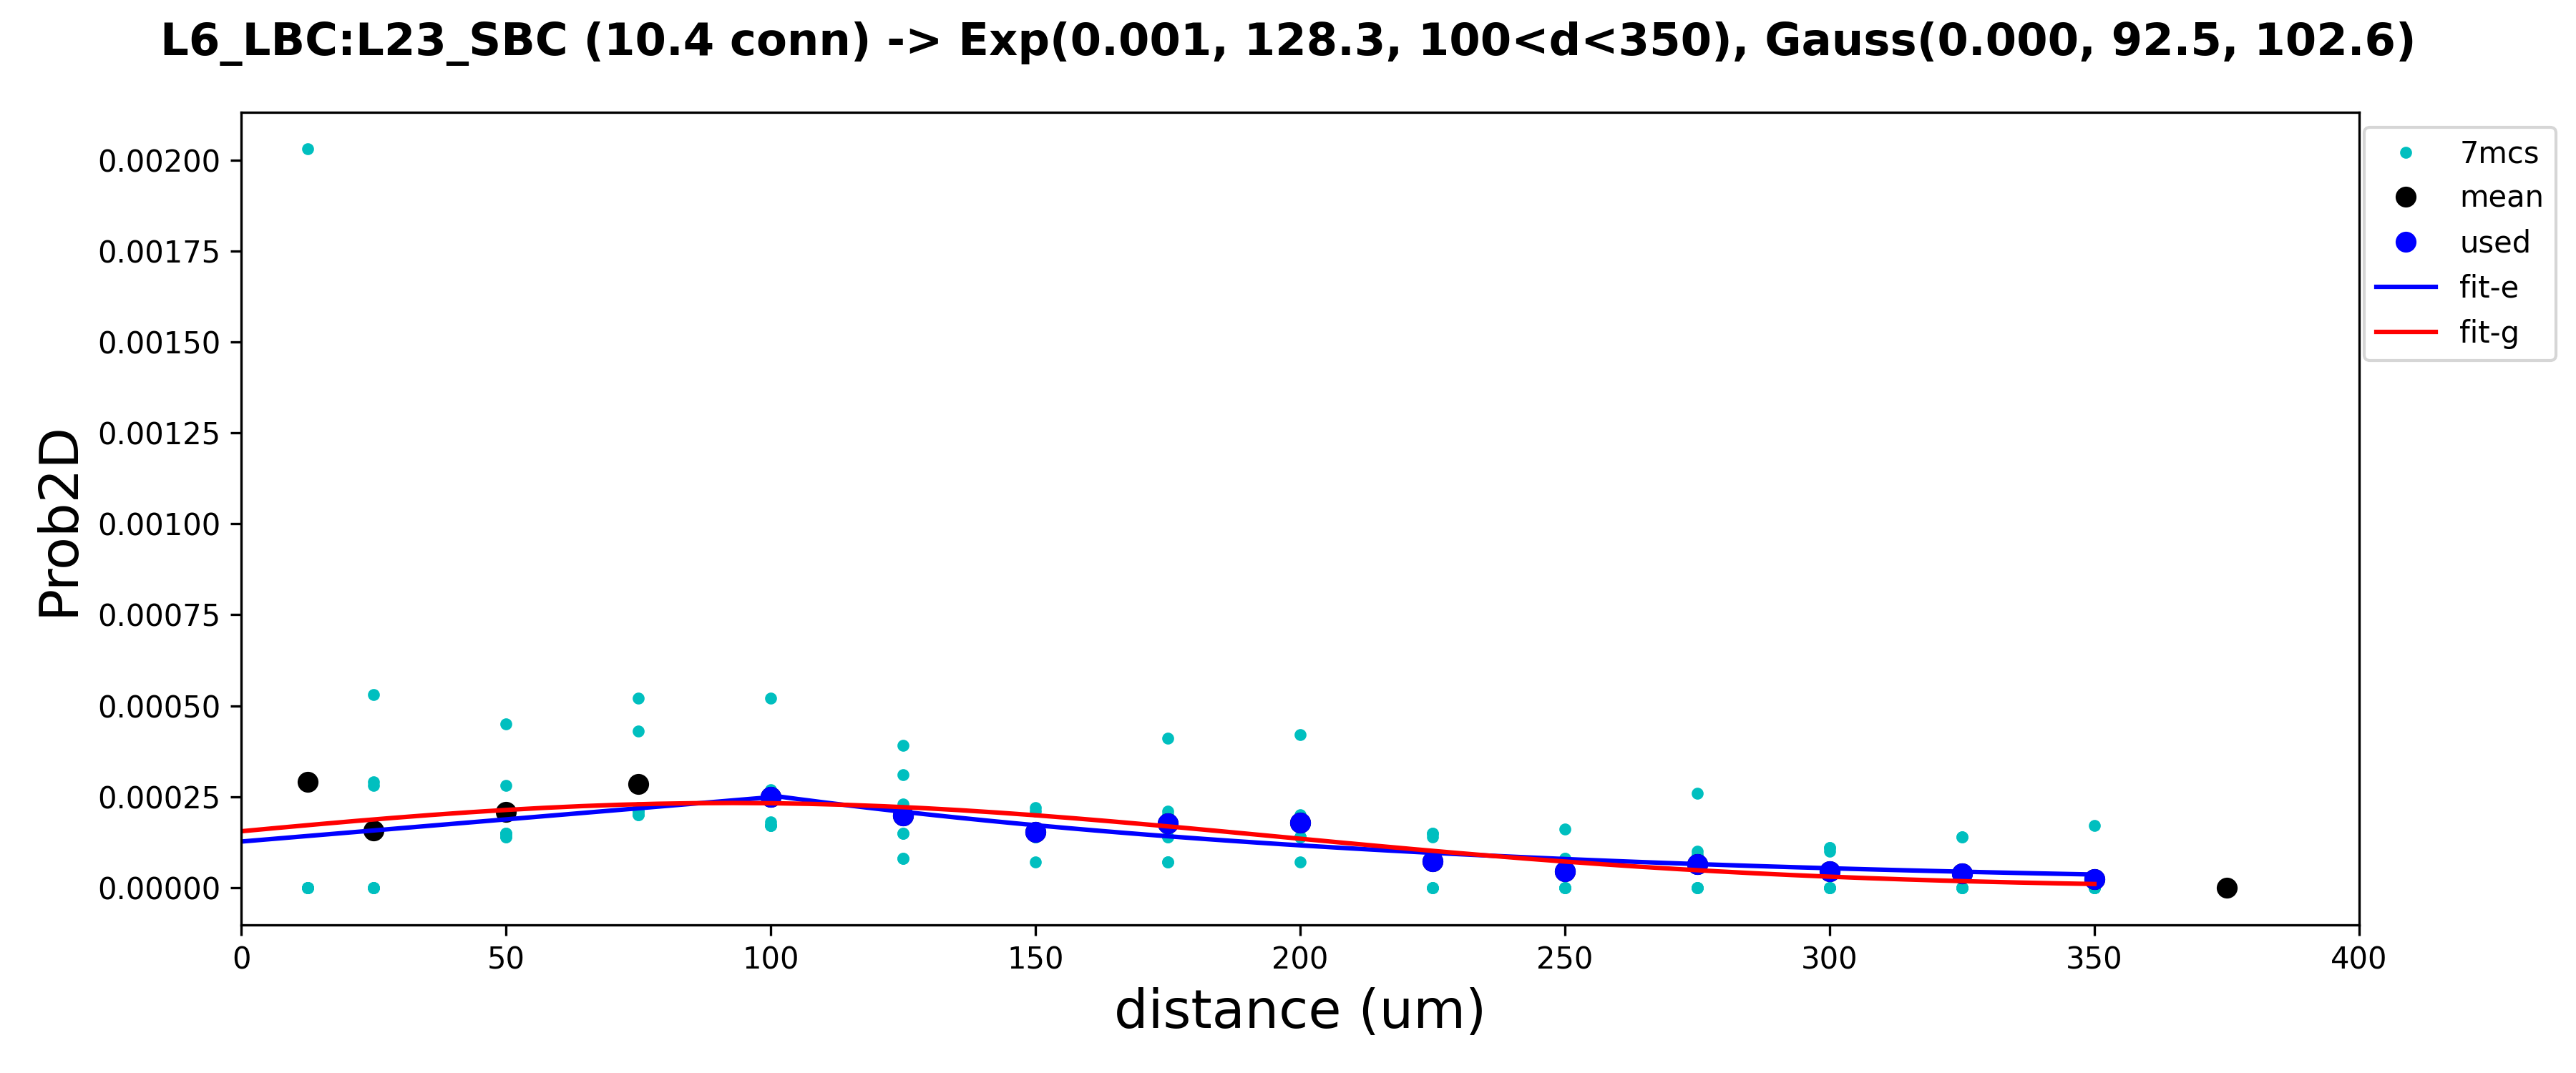 L6_LBC:L23_SBC (10.4 conn) -> Exp(0.001, 128.3, 100<d<350), Gauss(0.000, 92.5, 102.6)
0.00200
0.00175
0.00150
0.00125
0.00100
0.00075
0.00050
0.00025
0.00000
Prob2D
0 50 100 150 200 250 300 350 400
distance (um)
7mcs
mean
used
fit-e
fit-g